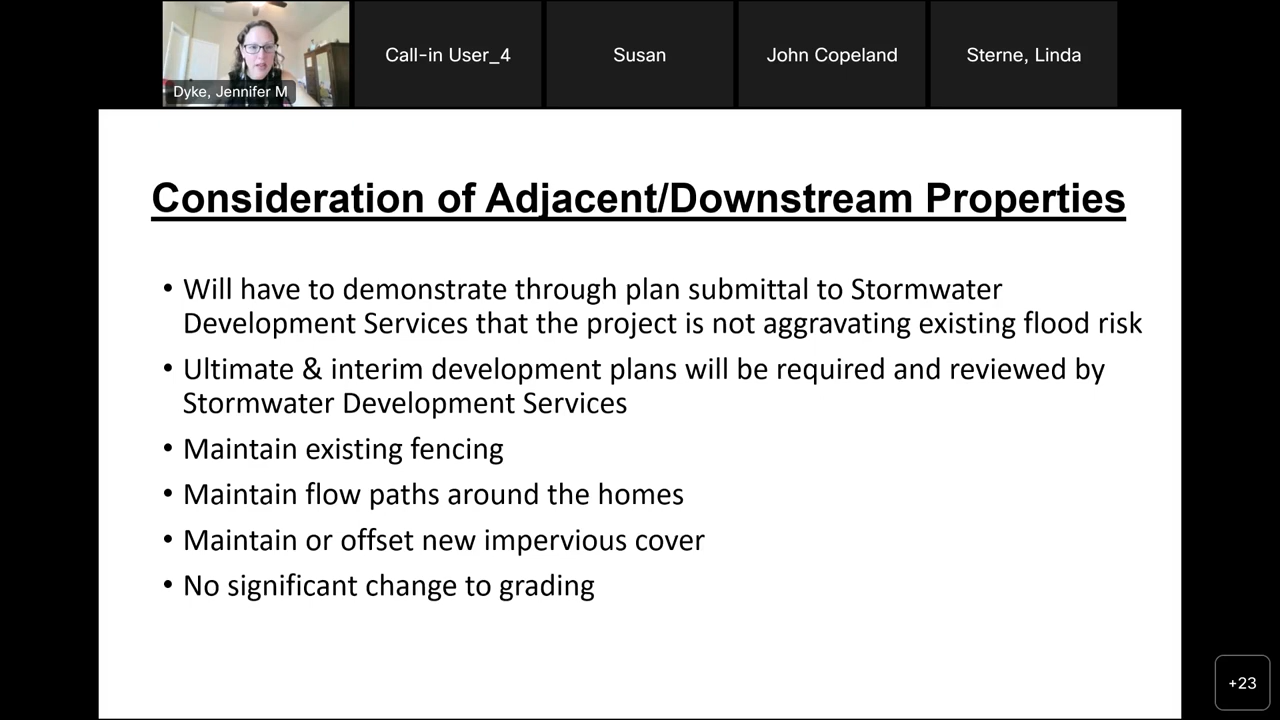 Dyke, Jennifer M
Call-in User_4
Susan
John Copeland
Sterne, Linda
Consideration of Adjacent/Downstream Properties
• Will have to demonstrate through plan submittal to Stormwater
Development Services that the project is not aggravating existing flood risk
• Ultimate & interim development plans will be required and reviewed by
Stormwater Development Services
• Maintain existing fencing
• Maintain flow paths around the homes
• Maintain or offset new impervious cover
• No significant change to grading
+23